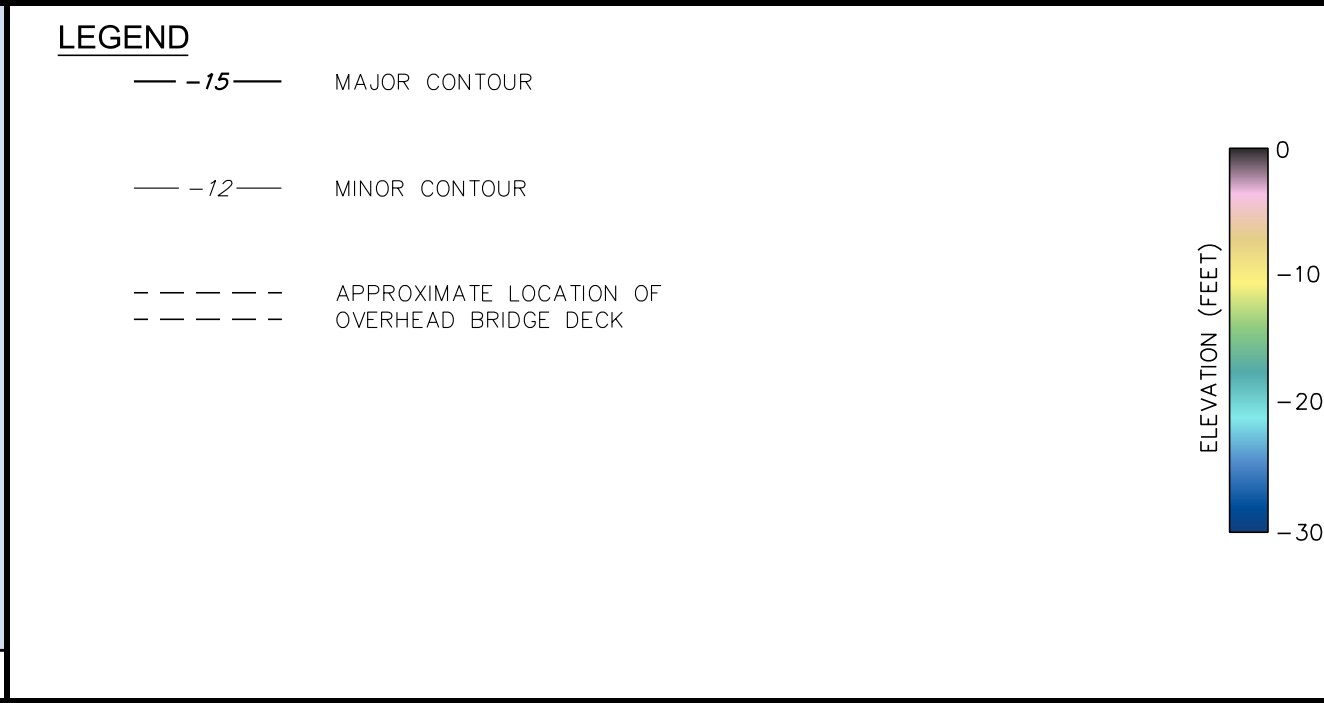 LEGEND
-15
MAJOR CONTOUR
-12
MINOR CONTOUR
APPROXIMATE LOCATION OF
OVERHEAD BRIDGE DECK
ELEVATION (FEET)
0
-10
-20
-30